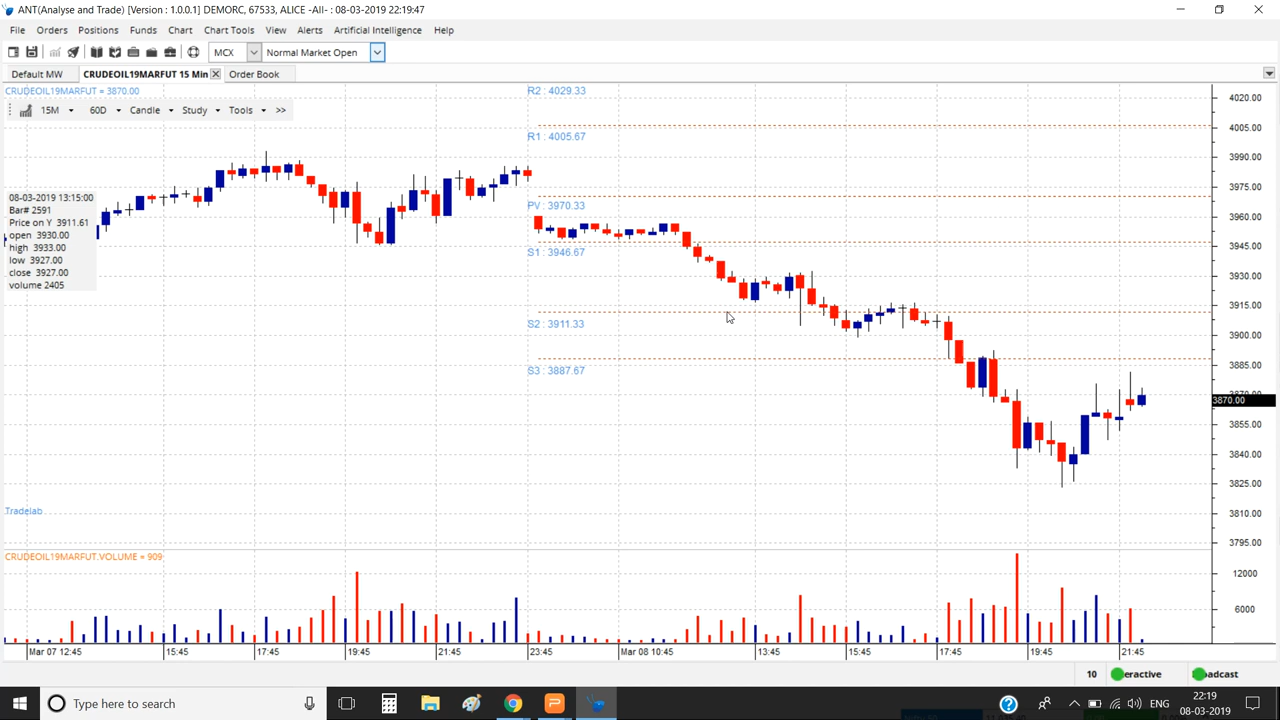 ANT(Analyse and Trade) [Version : 1.0.0.1] DEMORC, 67533, ALICE -All- : 08-03-2019 22:19:47
File Orders Positions Funds Chart Chart Tools View Alerts Artificial Intelligence Help
MCX Normal Market Open
Default MW CRUDEOIL19MARFUT 15 Min Order Book
CRUDEOIL19MARFUT = 3870.00
15M 60D Candle Study Tools >>
R2 : 4029.33
R1 : 4005.67
PV : 3970.33
S1 : 3946.67
S2 : 3911.33
S3 : 3887.67
08-03-2019 13:15:00
Bar# 2591
Price on Y 3911.61
open 3930.00
high 3933.00
low 3927.00
close 3927.00
volume 2405
4020.00
4005.00
3990.00
3975.00
3960.00
3945.00
3930.00
3915.00
3900.00
3885.00
3870.00
3855.00
3840.00
3825.00
3810.00
3795.00
Tradelab
CRUDEOIL19MARFUT.VOLUME = 909
12000
6000
Mar 07 12:45 15:45 17:45 19:45 21:45 23:45 Mar 08 10:45 13:45 15:45 17:45 19:45 21:45
10 eractive adcast
Type here to search
ENG
22:19
08-03-2019